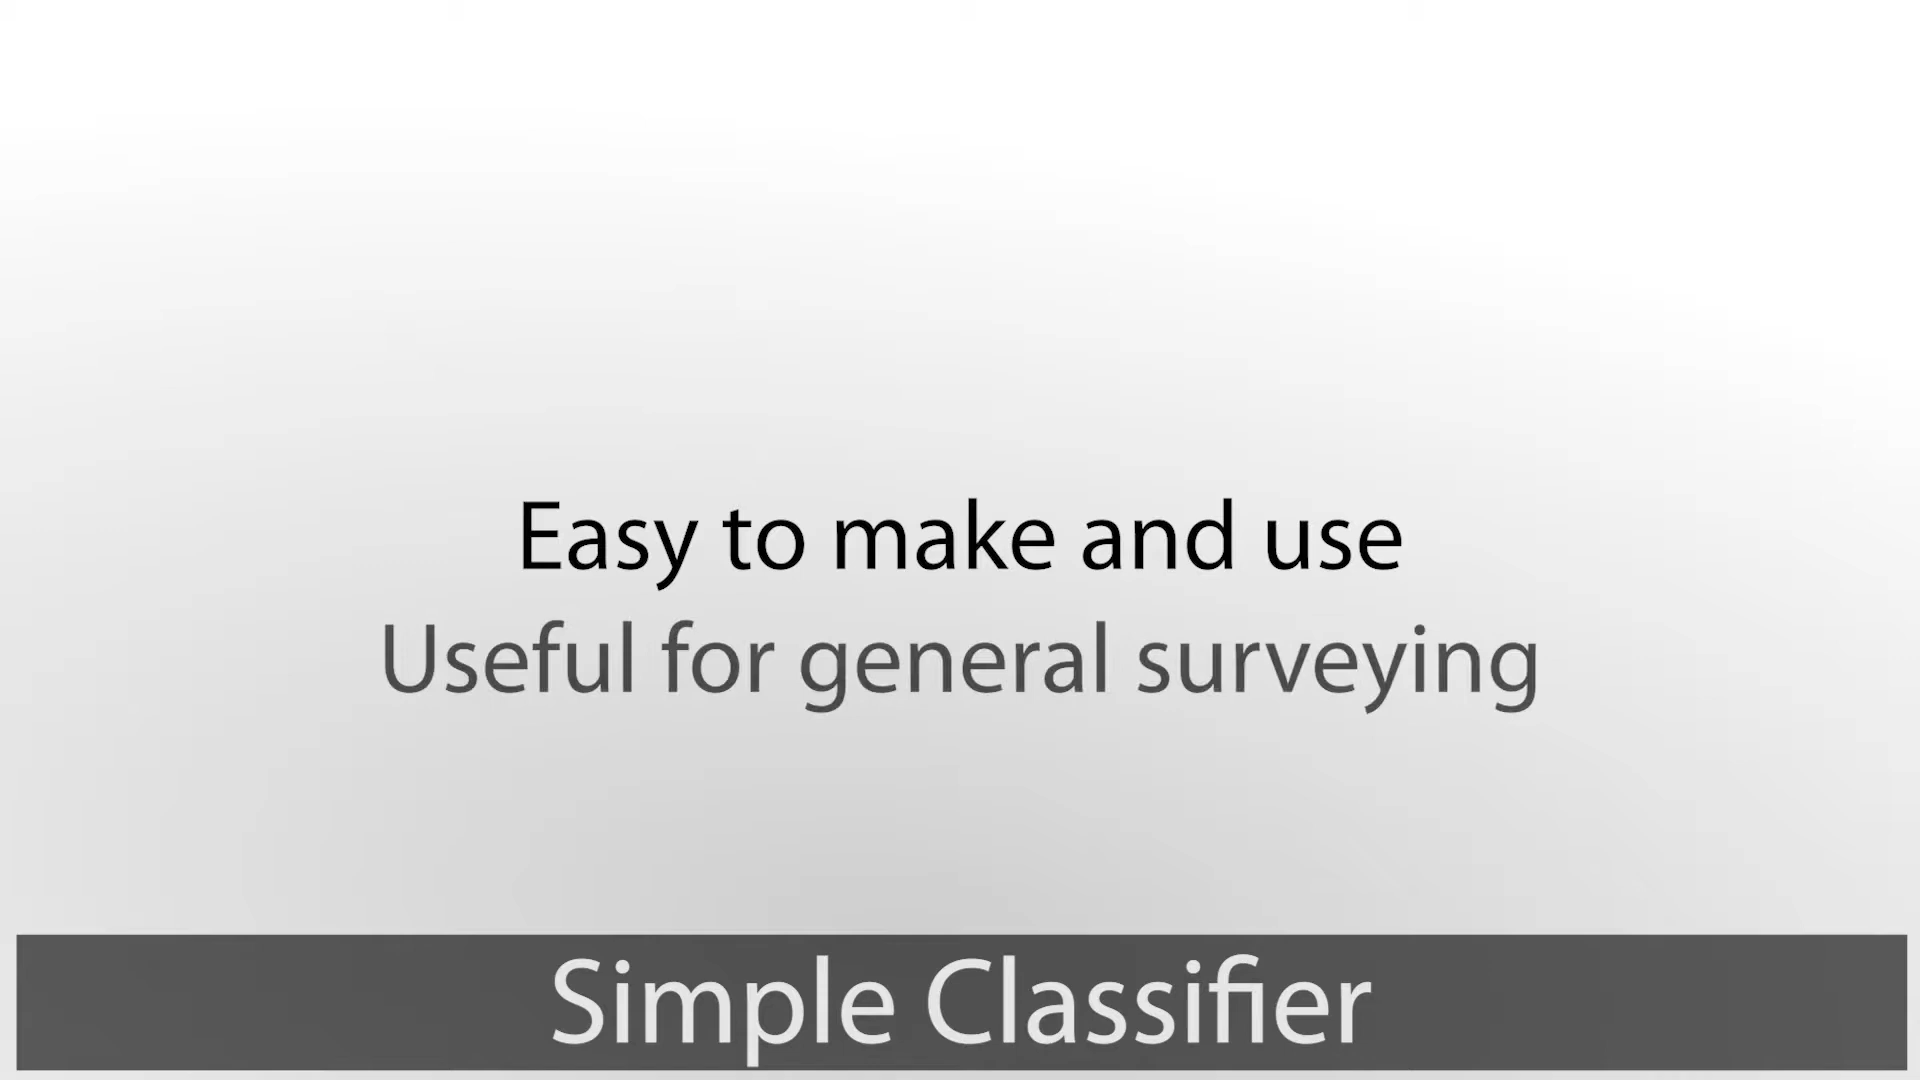 Easy to make and use
Useful for general surveying
Simple Classifier